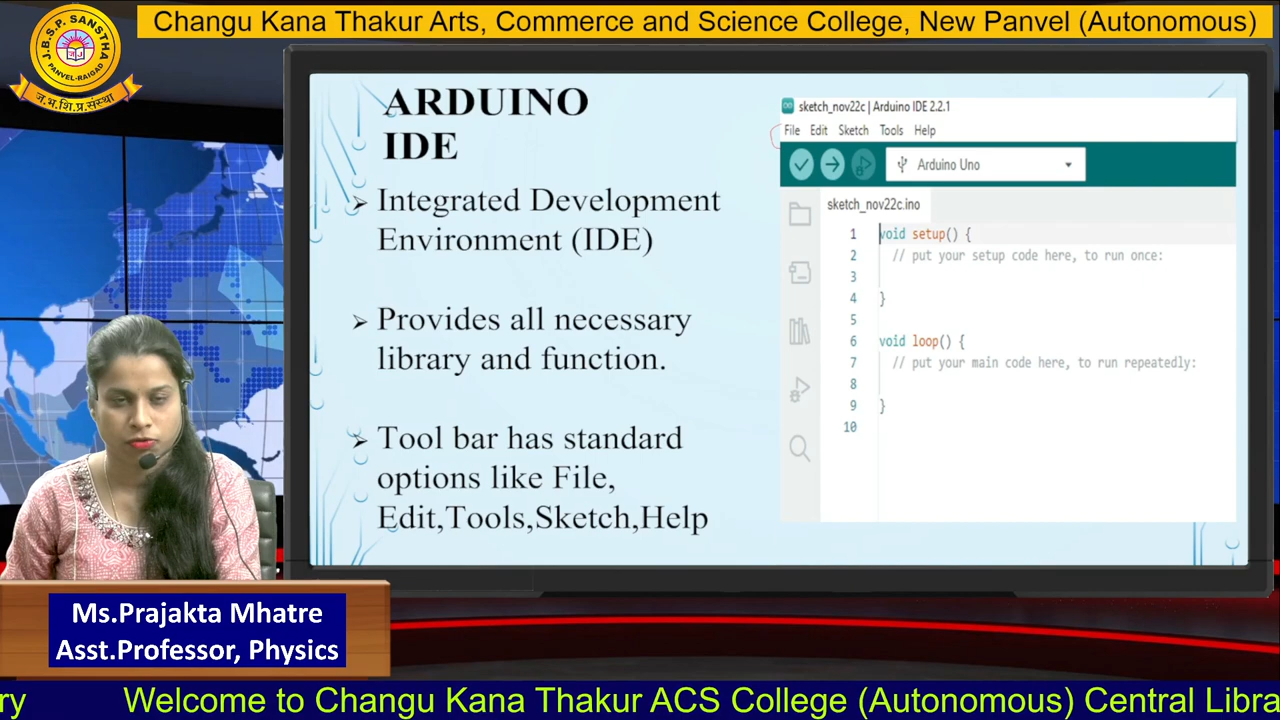 Changu Kana Thakur Arts, Commerce and Science College, New Panvel (Autonomous)
J.B.S.P. SANSTHA
PANVEL-RAIGAD
ज.भ.शि.प्र.संस्था
ARDUINO
IDE
➢ Integrated Development
Environment (IDE)
➢ Provides all necessary
library and function.
➢ Tool bar has standard
options like File,
Edit,Tools,Sketch,Help
sketch_nov22c | Arduino IDE 2.2.1
File Edit Sketch Tools Help
Arduino Uno
sketch_nov22c.ino
1 void setup() {
2 // put your setup code here, to run once:
3
4 }
5
6 void loop() {
7 // put your main code here, to run repeatedly:
8
9 }
10
Ms.Prajakta Mhatre
Asst.Professor, Physics
ry Welcome to Changu Kana Thakur ACS College (Autonomous) Central Libra